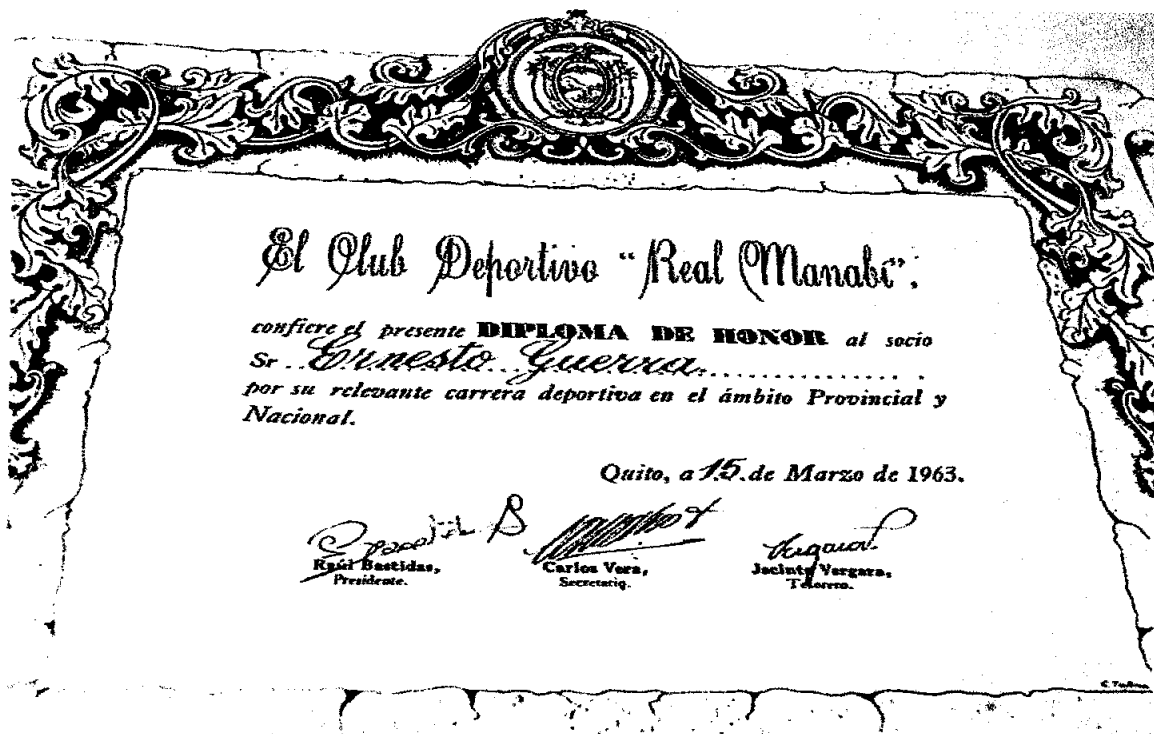 El Club Deportivo "Real Manabí",
confiere el presente DIPLOMA DE HONOR al socio
Sr...Ernesto Guerra................
por su relevante carrera deportiva en el ámbito Provincial y
Nacional.
Quito, a 15 de Marzo de 1963.
Raúl Bastidas,
Presidente.
Carlos Vera,
Secretario.
Jacinto Vergara,
Tesorero.